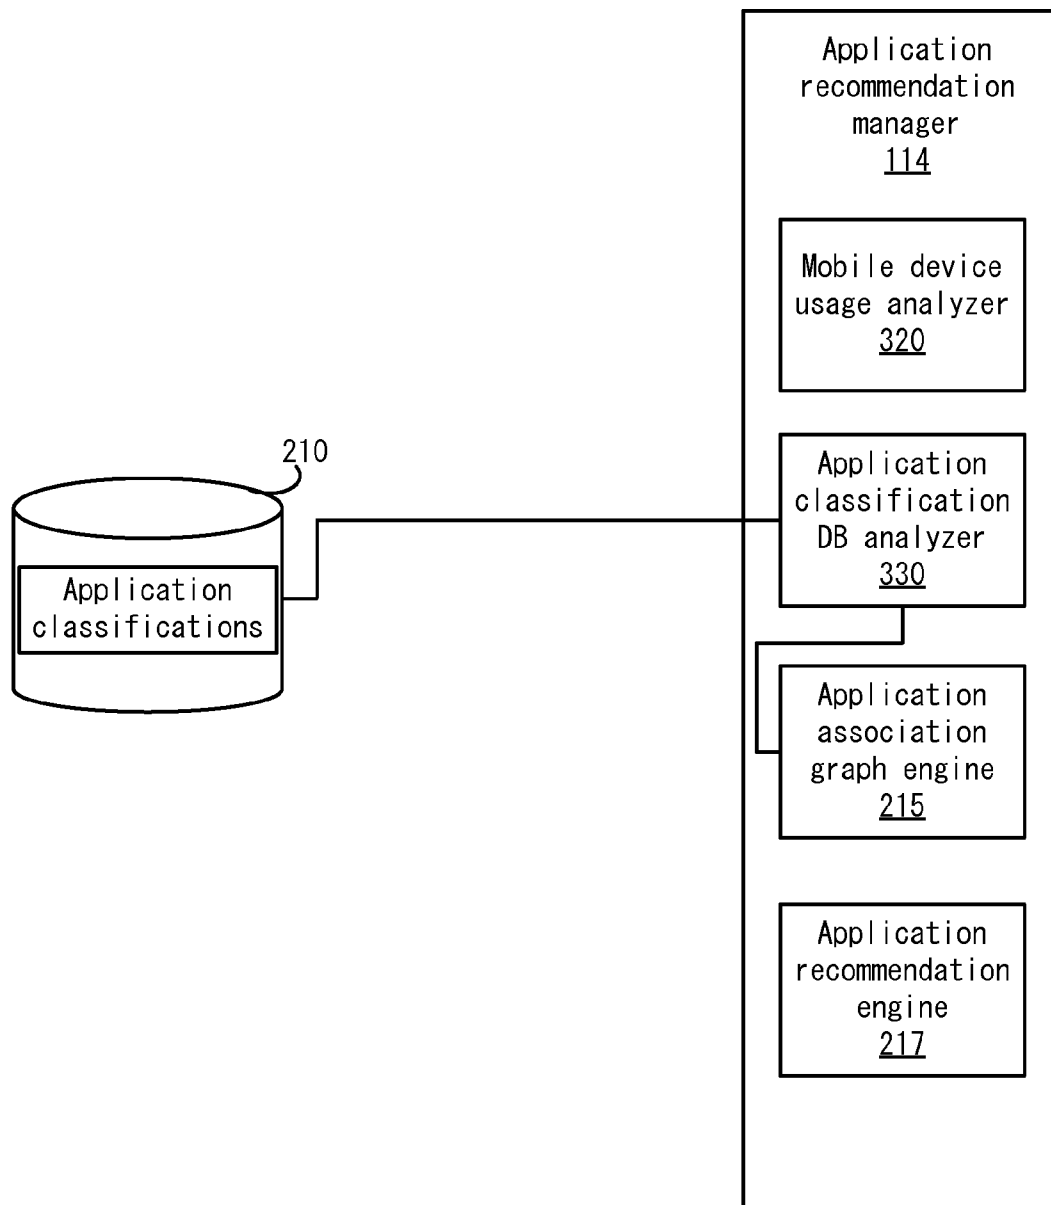 Application
recommendation
manager
114
Mobile device
usage analyzer
320
210
Application
classifications
Application
classification
DB analyzer
330
Application
association
graph engine
215
Application
recommendation
engine
217